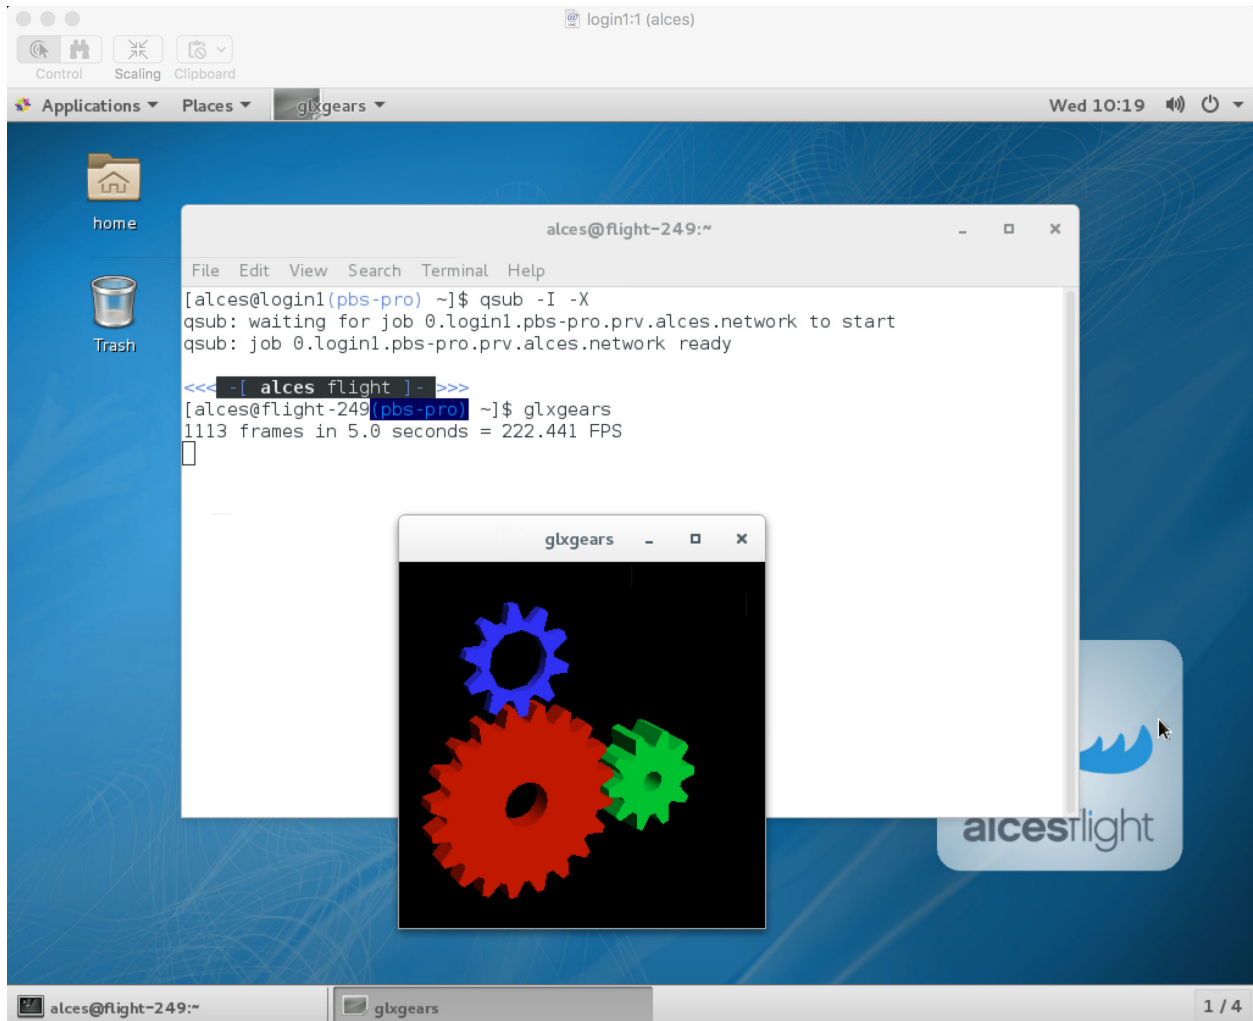 login1:1 (alces)
Control Scaling Clipboard
Applications Places glxgears Wed 10:19
home
Trash
alces@flight-249:~
File Edit View Search Terminal Help
[alces@login1(pbs-pro) ~]$ qsub -I -X
qsub: waiting for job 0.login1.pbs-pro.prv.alces.network to start
qsub: job 0.login1.pbs-pro.prv.alces.network ready
<<< -[ alces flight ]- >>>
[alces@flight-249(pbs-pro) ~]$ glxgears
1113 frames in 5.0 seconds = 222.441 FPS
glxgears
alcesflight
alces@flight-249:~ glxgears 1 / 4